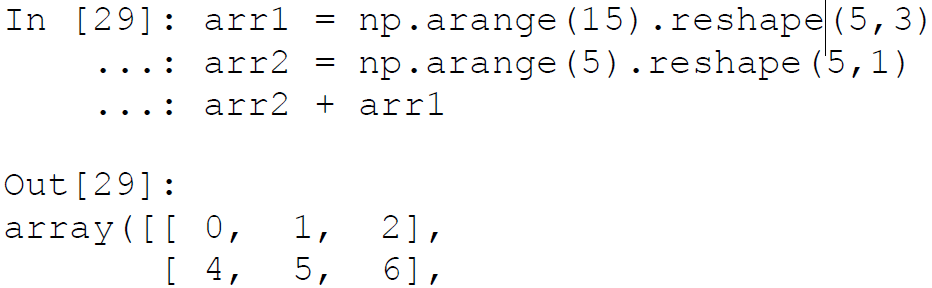 In [29]: arr1 = np.arange(15).reshape(5,3)
    ...: arr2 = np.arange(5).reshape(5,1)
    ...: arr2 + arr1
Out[29]:
array([[ 0,  1,  2],
       [ 4,  5,  6],